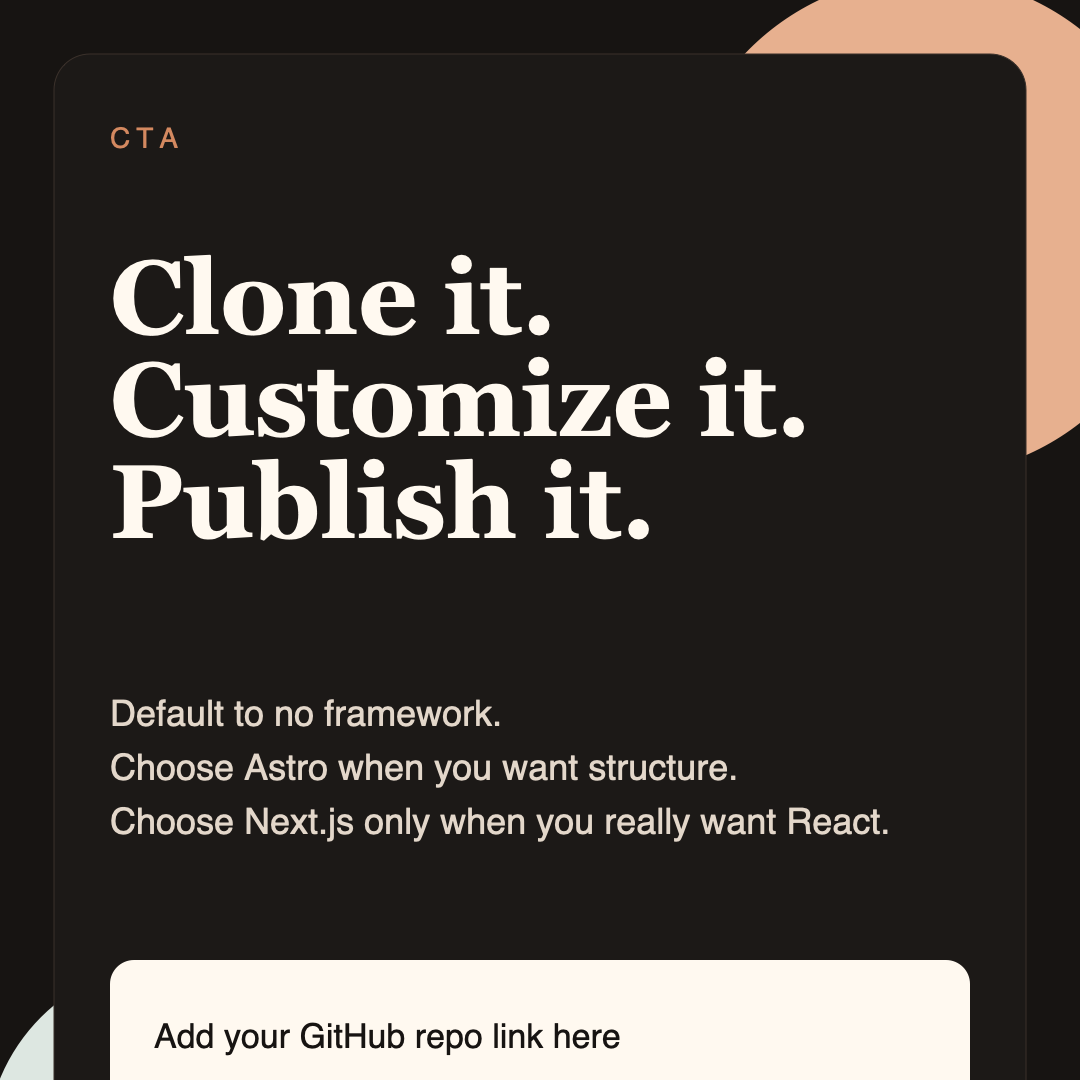 CTA
Clone it.
Customize it.
Publish it.
Default to no framework.
Choose Astro when you want structure.
Choose Next.js only when you really want React.
Add your GitHub repo link here